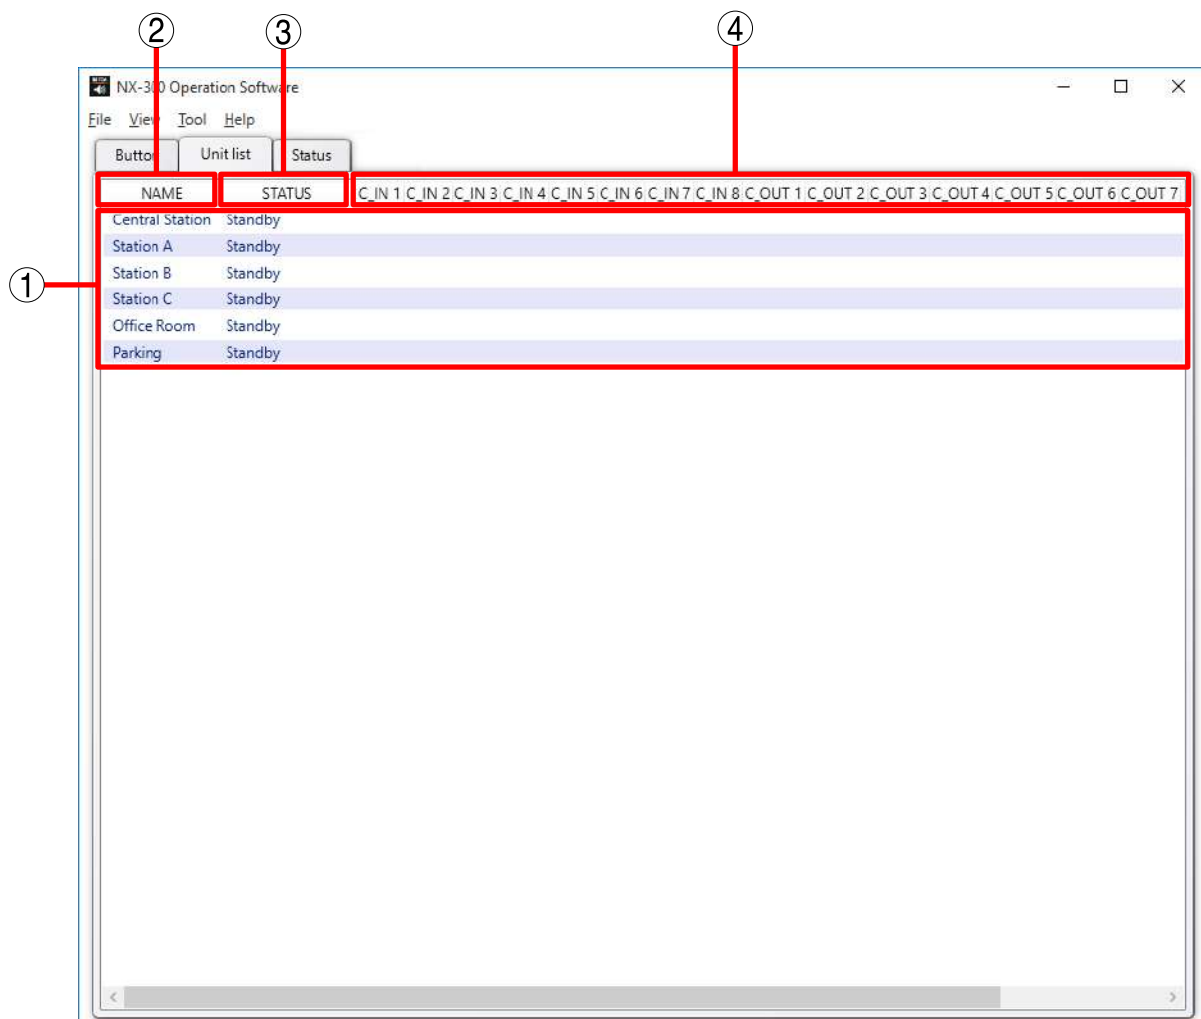 ② ③ ④
NX-300 Operation Software
File View Tool Help
Button Unit list Status
NAME STATUS C_IN 1 C_IN 2 C_IN 3 C_IN 4 C_IN 5 C_IN 6 C_IN 7 C_IN 8 C_OUT 1 C_OUT 2 C_OUT 3 C_OUT 4 C_OUT 5 C_OUT 6 C_OUT 7
Central Station Standby
Station A Standby
Station B Standby
①
Station C Standby
Office Room Standby
Parking Standby